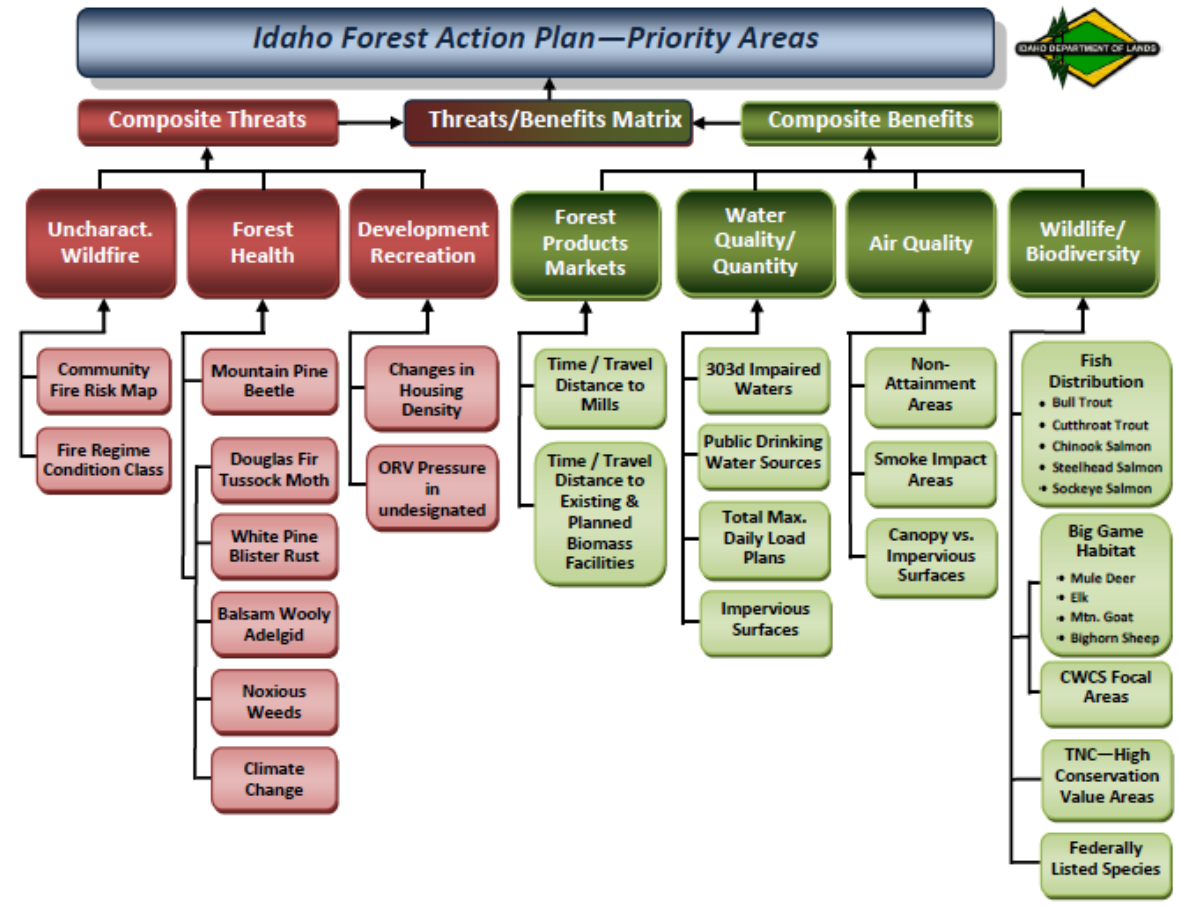 Idaho Forest Action Plan—Priority Areas
IDAHO DEPARTMENT OF LANDS
Composite Threats
Threats/Benefits Matrix
Composite Benefits
Uncharact.
Wildfire
Forest
Health
Development
Recreation
Forest
Products
Markets
Water
Quality/
Quantity
Air Quality
Wildlife/
Biodiversity
Community
Fire Risk Map
Fire Regime
Condition Class
Mountain Pine
Beetle
Douglas Fir
Tussock Moth
White Pine
Blister Rust
Balsam Wooly
Adelgid
Noxious
Weeds
Climate
Change
Changes in
Housing
Density
ORV Pressure
in
undesignated
Time / Travel
Distance to
Mills
Time / Travel
Distance to
Existing &
Planned
Biomass
Facilities
303d Impaired
Waters
Public Drinking
Water Sources
Total Max.
Daily Load
Plans
Impervious
Surfaces
Non-
Attainment
Areas
Smoke Impact
Areas
Canopy vs.
Impervious
Surfaces
Fish
Distribution
• Bull Trout
• Cutthroat Trout
• Chinook Salmon
• Steelhead Salmon
• Sockeye Salmon
Big Game
Habitat
• Mule Deer
• Elk
• Mtn. Goat
• Bighorn Sheep
CWCS Focal
Areas
TNC—High
Conservation
Value Areas
Federally
Listed Species